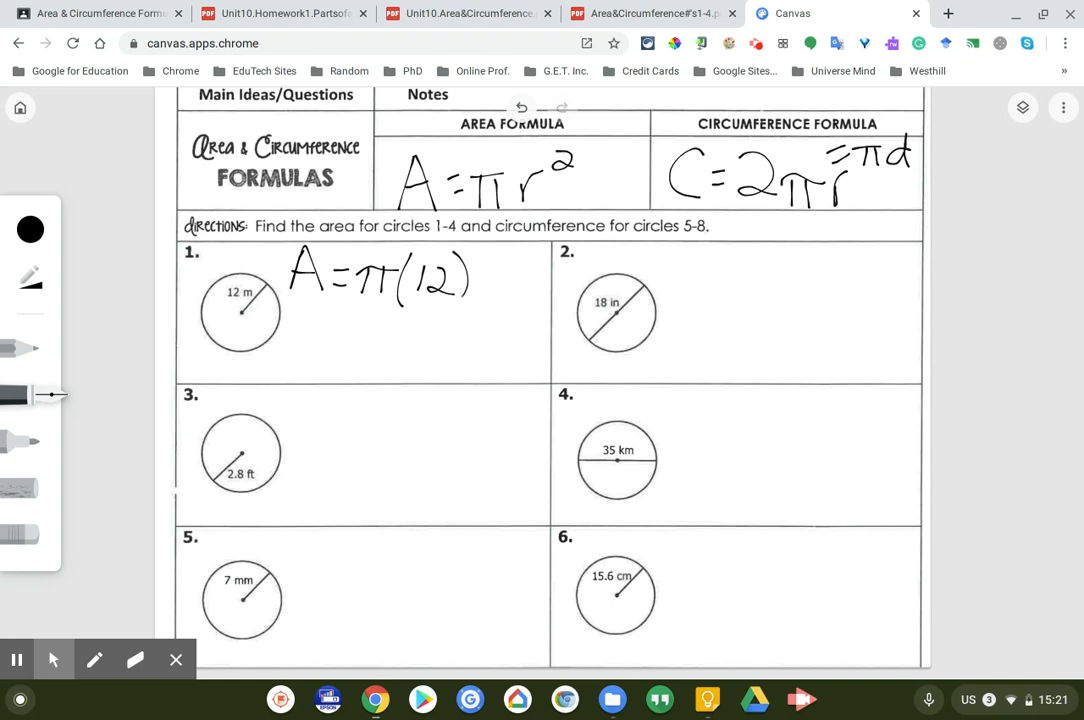 Area & Circumference Formu
Unit10.Homework1.Partsofa
Unit10.Area&Circumference.
Area&Circumference#'s1-4.p
Canvas
canvas.apps.chrome
Google for Education
Chrome
EduTech Sites
Random
PhD
Online Prof.
G.E.T. Inc.
Credit Cards
Google Sites...
Universe Mind
Westhill
»
Main Ideas/Questions
Notes
AREA & CIRCUMFERENCE
FORMULAS
AREA FORMULA
CIRCUMFERENCE FORMULA
A = πr²
C = 2πr = πd
DIRECTIONS: Find the area for circles 1-4 and circumference for circles 5-8.
1.
12 m
A = π(12)
2.
18 in
3.
2.8 ft
4.
35 km
5.
7 mm
6.
15.6 cm
EPSON
US
3
15:21